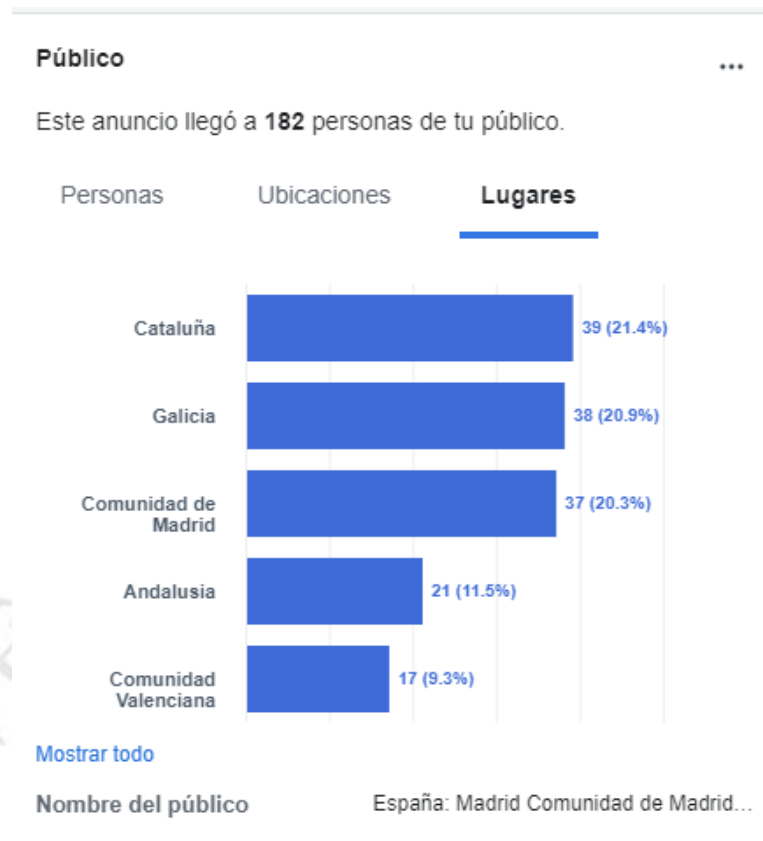 Público
...
Este anuncio llegó a 182 personas de tu público.
Personas Ubicaciones Lugares
Cataluña 39 (21.4%)
Galicia 38 (20.9%)
Comunidad de
Madrid 37 (20.3%)
Andalusia 21 (11.5%)
Comunidad
Valenciana 17 (9.3%)
Mostrar todo
Nombre del público España: Madrid Comunidad de Madrid...